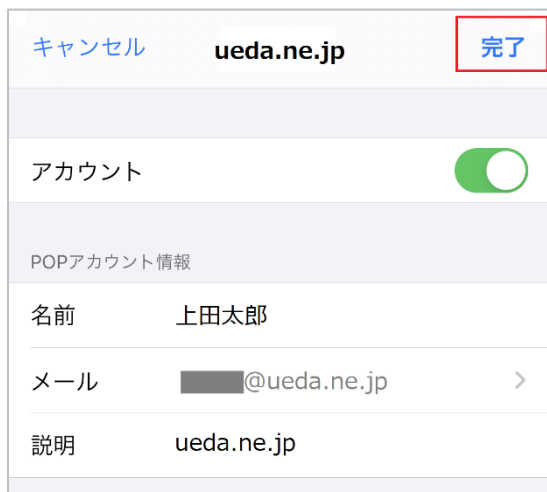 キャンセル ueda.ne.jp 完了
アカウント
POPアカウント情報
名前 上田太郎
メール @ueda.ne.jp
説明 ueda.ne.jp